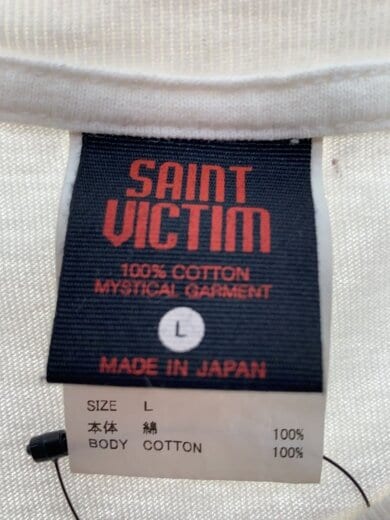 SAINT
VICTIM
100% COTTON
MYSTICAL GARMENT
L
MADE IN JAPAN
SIZE L
本体 綿 100%
BODY COTTON 100%